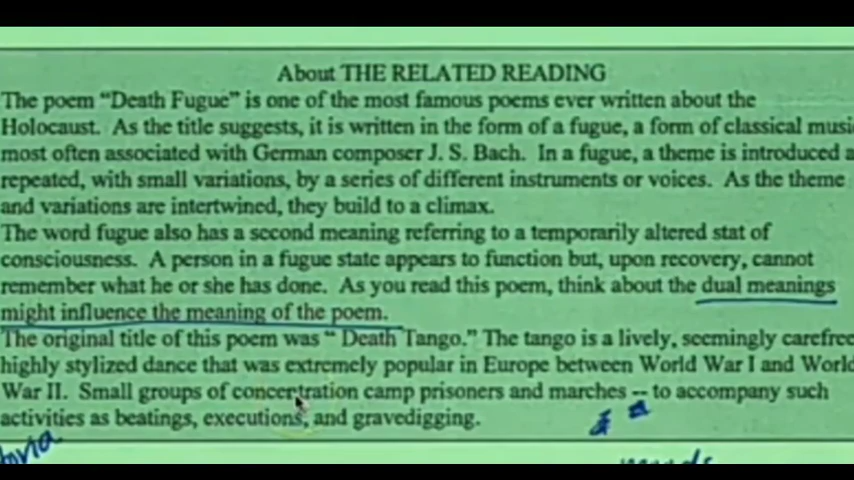 About THE RELATED READING
The poem “Death Fugue” is one of the most famous poems ever written about the
Holocaust. As the title suggests, it is written in the form of a fugue, a form of classical musi
most often associated with German composer J. S. Bach. In a fugue, a theme is introduced a
repeated, with small variations, by a series of different instruments or voices. As the theme
and variations are intertwined, they build to a climax.
The word fugue also has a second meaning referring to a temporarily altered stat of
consciousness. A person in a fugue state appears to function but, upon recovery, cannot
remember what he or she has done. As you read this poem, think about the dual meanings
might influence the meaning of the poem.
The original title of this poem was “ Death Tango.” The tango is a lively, seemingly carefree
highly stylized dance that was extremely popular in Europe between World War I and World
War II. Small groups of concentration camp prisoners and marches -- to accompany such
activities as beatings, executions, and gravedigging.